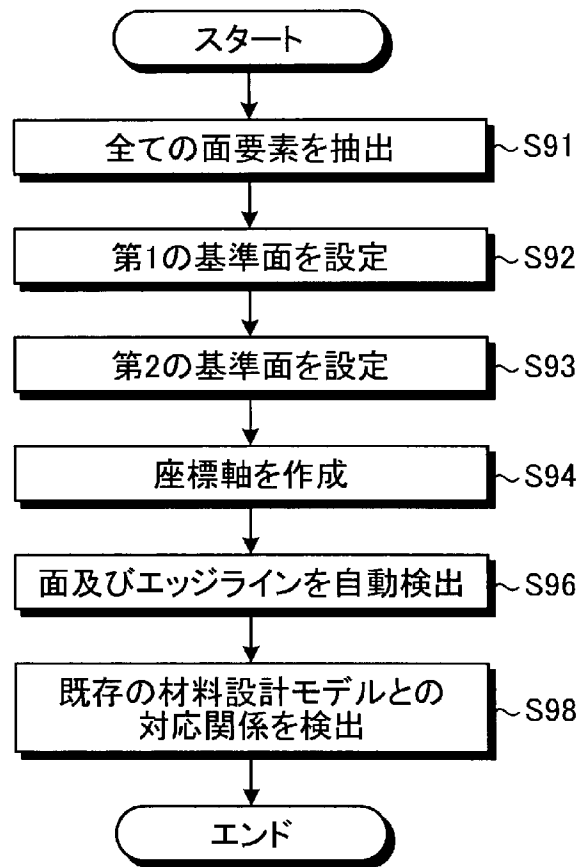 スタート
全ての面要素を抽出 ~S91
第1の基準面を設定 ~S92
第2の基準面を設定 ~S93
座標軸を作成 ~S94
面及びエッジラインを自動検出 ~S96
既存の材料設計モデルとの
対応関係を検出 ~S98
エンド